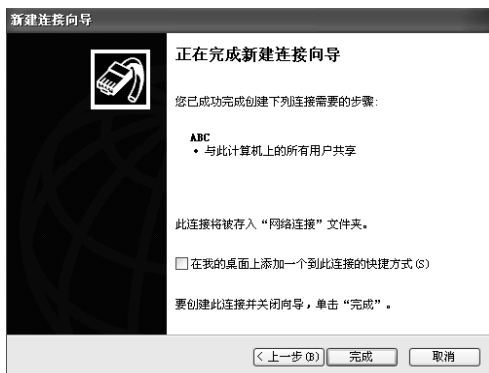 新建连接向导
正在完成新建连接向导
您已成功完成创建下列连接需要的步骤:
ABC
• 与此计算机上的所有用户共享
此连接将被存入“网络连接”文件夹。
在我的桌面上添加一个到此连接的快捷方式(S)
要创建此连接并关闭向导，单击“完成”。
< 上一步(B)
完成
取消